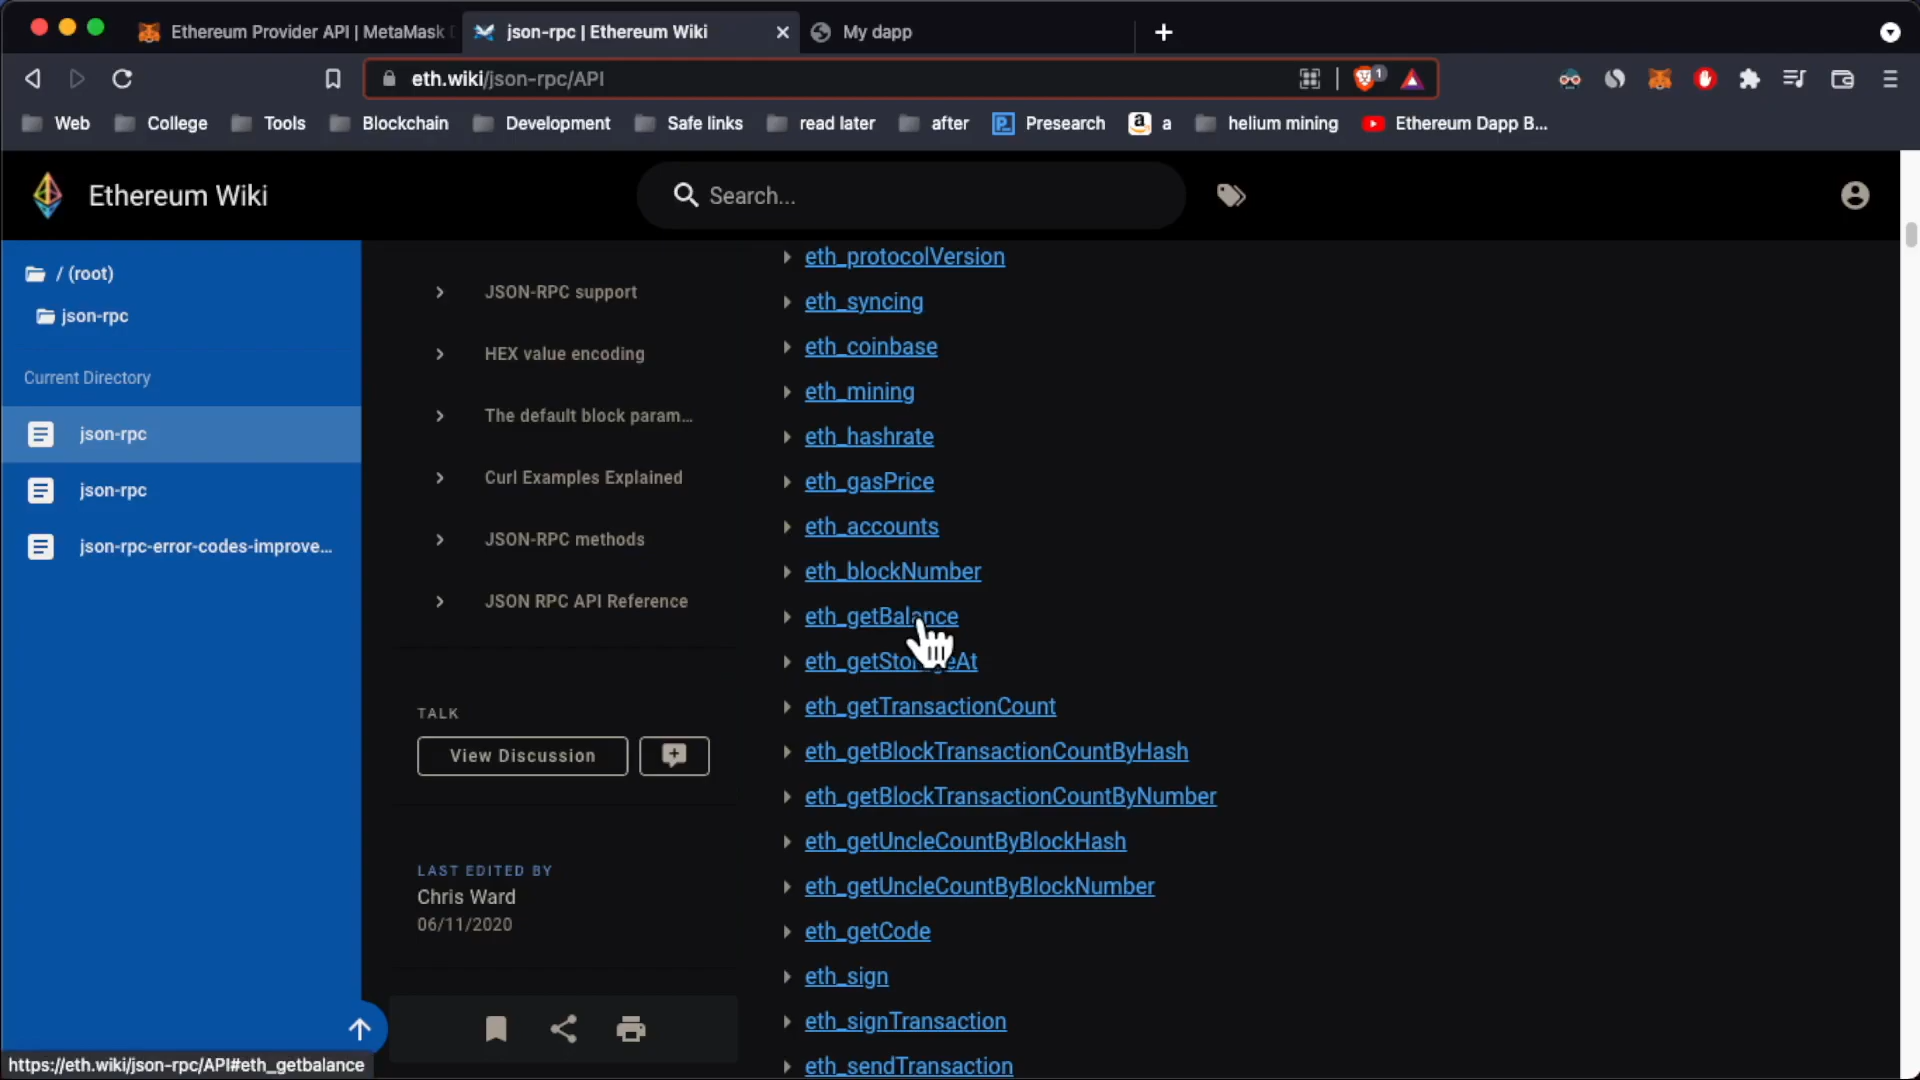 Ethereum Provider API | MetaMask D
json-rpc | Ethereum Wiki
My dapp
eth.wiki/json-rpc/API
1
Web
College
Tools
Blockchain
Development
Safe links
read later
after
Presearch
a
helium mining
Ethereum Dapp B...
Ethereum Wiki
Search...
/ (root)
json-rpc
Current Directory
json-rpc
json-rpc
json-rpc-error-codes-improve...
JSON-RPC support
HEX value encoding
The default block param...
Curl Examples Explained
JSON-RPC methods
JSON RPC API Reference
TALK
View Discussion
LAST EDITED BY
Chris Ward
06/11/2020
eth_protocolVersion
eth_syncing
eth_coinbase
eth_mining
eth_hashrate
eth_gasPrice
eth_accounts
eth_blockNumber
eth_getBalance
eth_getStorageAt
eth_getTransactionCount
eth_getBlockTransactionCountByHash
eth_getBlockTransactionCountByNumber
eth_getUncleCountByBlockHash
eth_getUncleCountByBlockNumber
eth_getCode
eth_sign
eth_signTransaction
eth_sendTransaction
https://eth.wiki/json-rpc/API#eth_getbalance